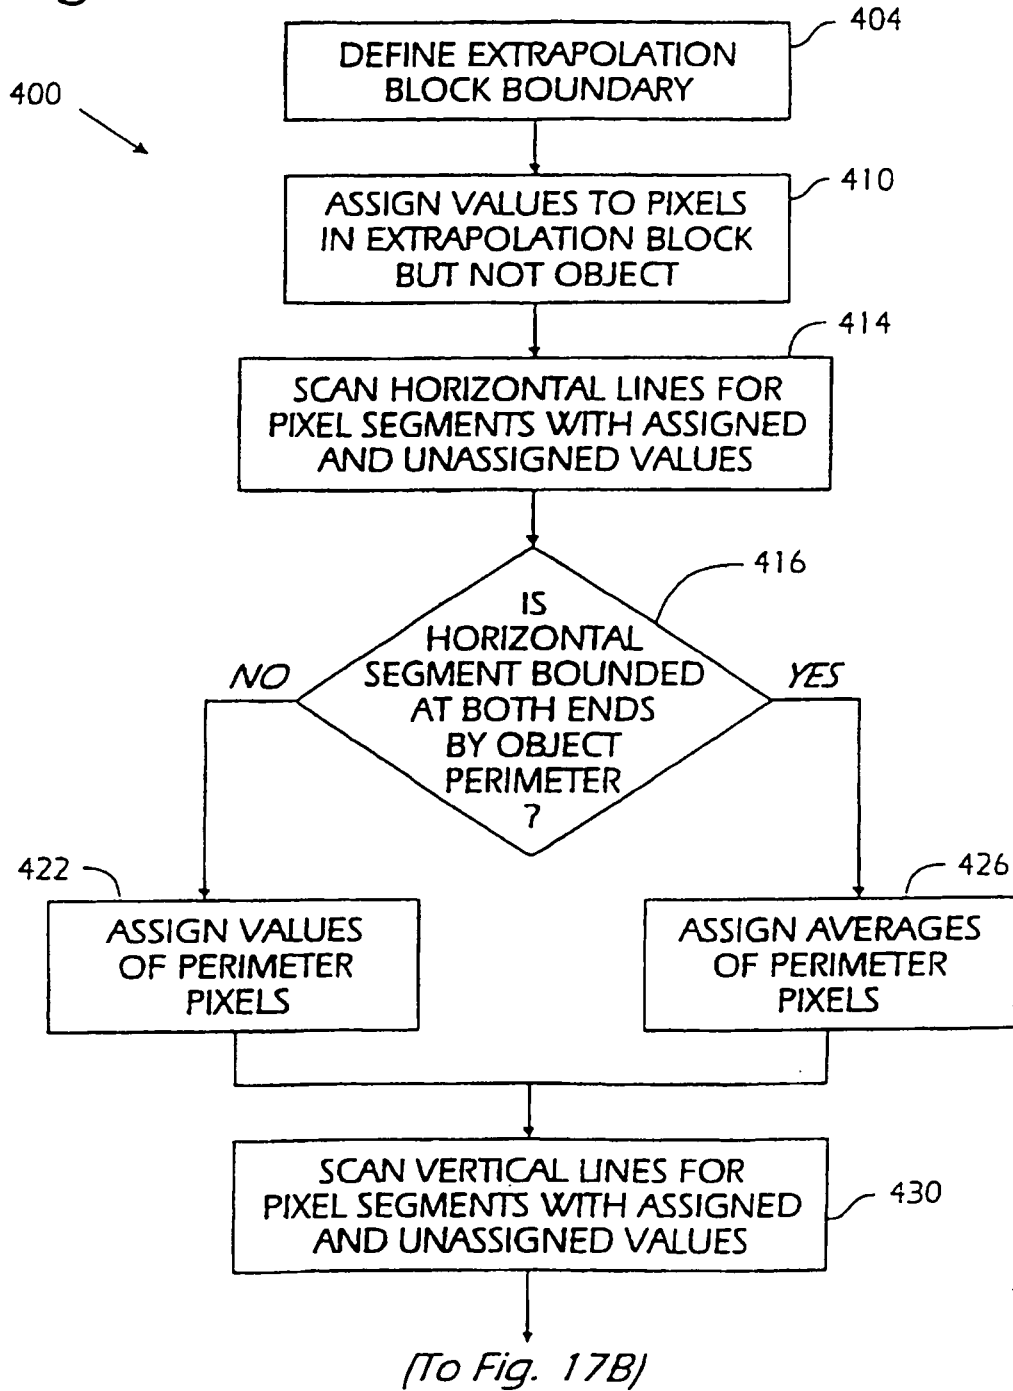 404
DEFINE EXTRAPOLATION
BLOCK BOUNDARY
400
410
ASSIGN VALUES TO PIXELS
IN EXTRAPOLATION BLOCK
BUT NOT OBJECT
414
SCAN HORIZONTAL LINES FOR
PIXEL SEGMENTS WITH ASSIGNED
AND UNASSIGNED VALUES
416
IS
HORIZONTAL
SEGMENT BOUNDED
AT BOTH ENDS
BY OBJECT
PERIMETER
?
NO
YES
422
ASSIGN VALUES
OF PERIMETER
PIXELS
426
ASSIGN AVERAGES
OF PERIMETER
PIXELS
SCAN VERTICAL LINES FOR
PIXEL SEGMENTS WITH ASSIGNED
AND UNASSIGNED VALUES
430
(To Fig. 17B)